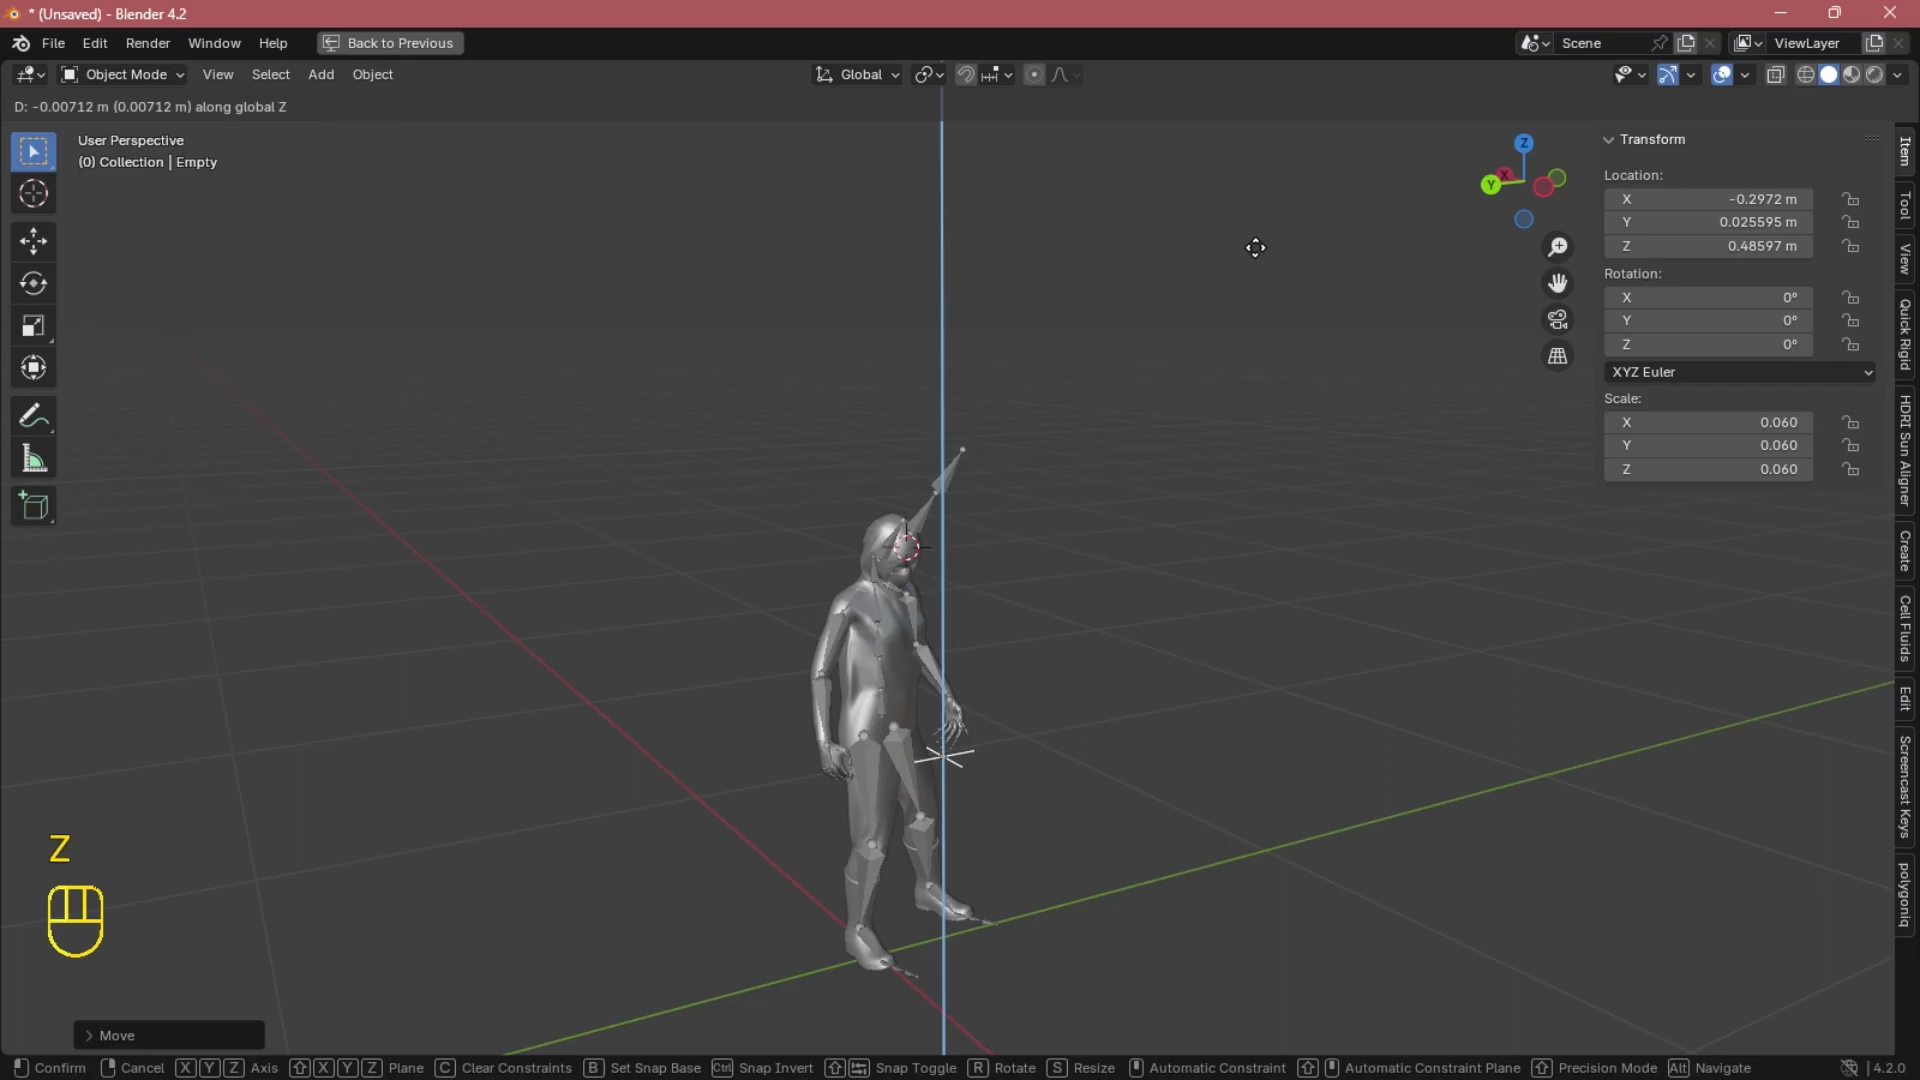 * (Unsaved) - Blender 4.2
File Edit Render Window Help Back to Previous Scene ViewLayer
Object Mode View Select Add Object Global
D: -0.00712 m (0.00712 m) along global Z
User Perspective
(0) Collection | Empty
Z
X
Y
Transform
Location:
X -0.2972 m
Y 0.025595 m
Z 0.48597 m
Rotation:
X 0°
Y 0°
Z 0°
XYZ Euler
Scale:
X 0.060
Y 0.060
Z 0.060
Item
Tool
View
Quick Rigid
HDRI Sun Aligner
Create
Cell Fluids
Edit
Screencast Keys
polygoniq
Z
Move
Confirm Cancel X Y Z Axis X Y Z Plane C Clear Constraints B Set Snap Base Ctrl Snap Invert Snap Toggle R Rotate S Resize Automatic Constraint Automatic Constraint Plane Precision Mode Alt Navigate 4.2.0